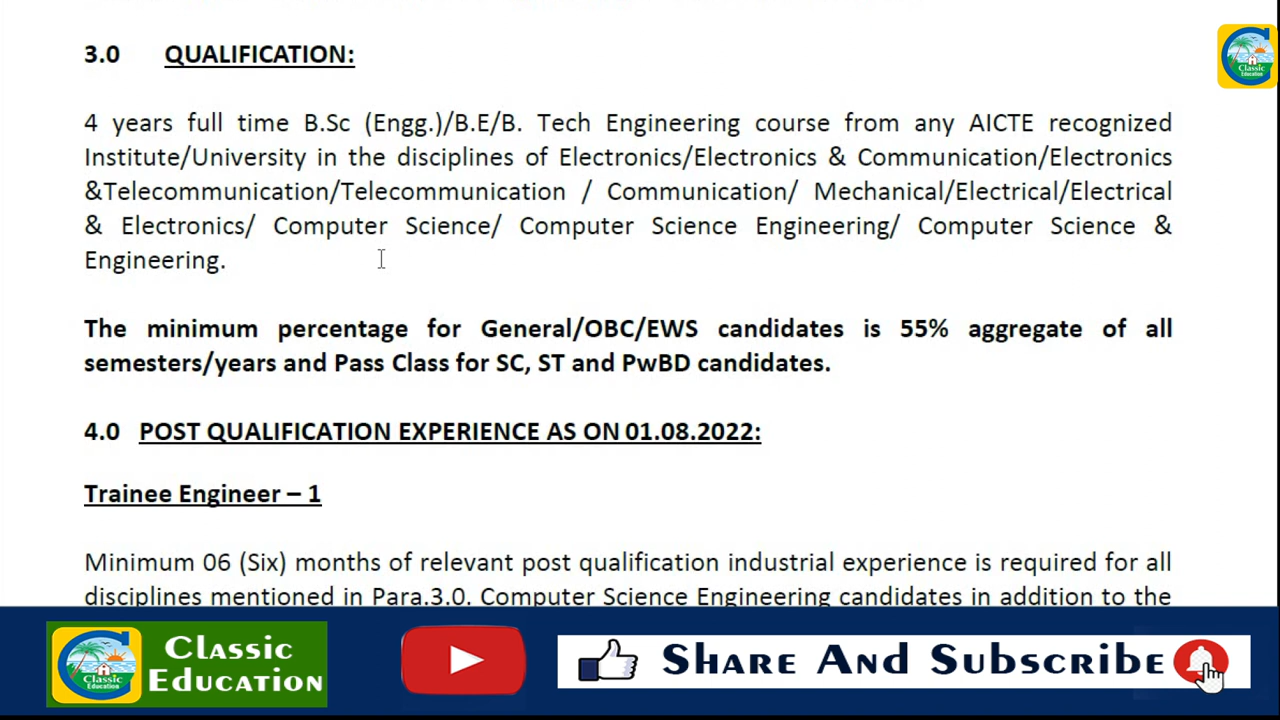 3.0 QUALIFICATION:
4 years full time B.Sc (Engg.)/B.E/B. Tech Engineering course from any AICTE recognized
Institute/University in the disciplines of Electronics/Electronics & Communication/Electronics
&Telecommunication/Telecommunication / Communication/ Mechanical/Electrical/Electrical
& Electronics/ Computer Science/ Computer Science Engineering/ Computer Science &
Engineering.
The minimum percentage for General/OBC/EWS candidates is 55% aggregate of all
semesters/years and Pass Class for SC, ST and PwBD candidates.
4.0 POST QUALIFICATION EXPERIENCE AS ON 01.08.2022:
Trainee Engineer – 1
Minimum 06 (Six) months of relevant post qualification industrial experience is required for all
disciplines mentioned in Para.3.0. Computer Science Engineering candidates in addition to the
Classic
Education
Classic
Education
Classic
Education
Share And Subscribe